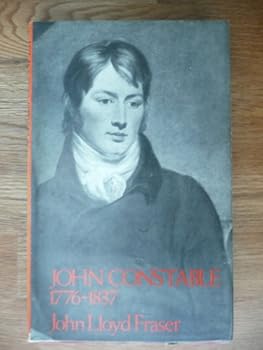 JOHN CONSTABLE
1776-1837
John Lloyd Fraser